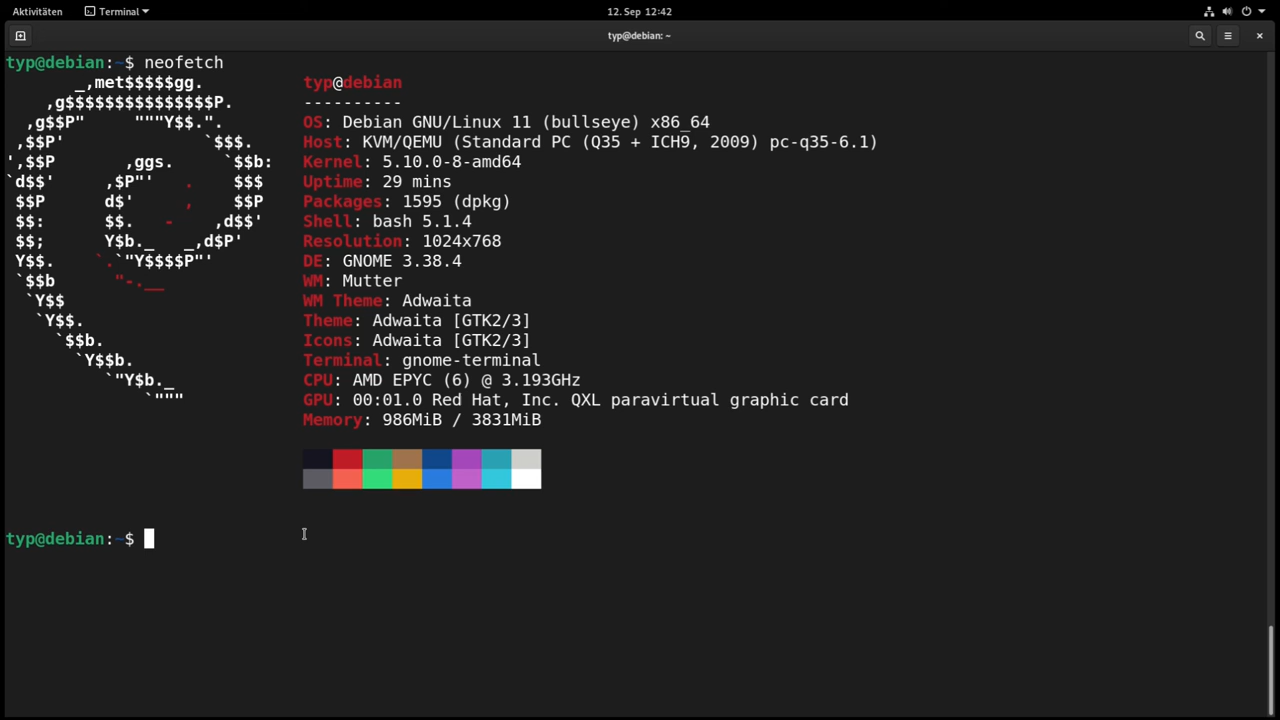 Aktivitäten Terminal 12. Sep 12:42
typ@debian: ~
typ@debian:~$ neofetch
       _,met$$$$$gg.          typ@debian
    ,g$$$$$$$$$$$$$$$P.       ----------
  ,g$$P"     """Y$$.".        OS: Debian GNU/Linux 11 (bullseye) x86_64
 ,$$P'              `$$$.     Host: KVM/QEMU (Standard PC (Q35 + ICH9, 2009) pc-q35-6.1)
',$$P       ,ggs.     `$$b:   Kernel: 5.10.0-8-amd64
`d$$'     ,$P"'   .    $$$    Uptime: 29 mins
 $$P      d$'     ,    $$P    Packages: 1595 (dpkg)
 $$:      $$.   -    ,d$$'    Shell: bash 5.1.4
 $$;      Y$b._   _,d$P'      Resolution: 1024x768
 Y$$.    `.`"Y$$$$P"'         DE: GNOME 3.38.4
 `$$b      "-.__              WM: Mutter
  `Y$$                        WM Theme: Adwaita
   `Y$$.                      Theme: Adwaita [GTK2/3]
     `$$b.                    Icons: Adwaita [GTK2/3]
       `Y$$b.                 Terminal: gnome-terminal
          `"Y$b._             CPU: AMD EPYC (6) @ 3.193GHz
              `"""            GPU: 00:01.0 Red Hat, Inc. QXL paravirtual graphic card
                              Memory: 986MiB / 3831MiB
typ@debian:~$